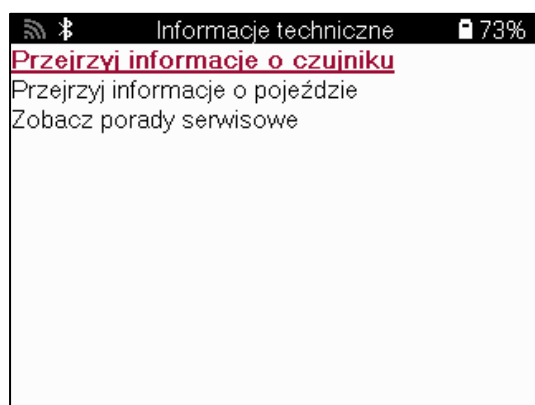 Informacje techniczne 73%
Przejrzyj informacje o czujniku
Przejrzyj informacje o pojeździe
Zobacz porady serwisowe